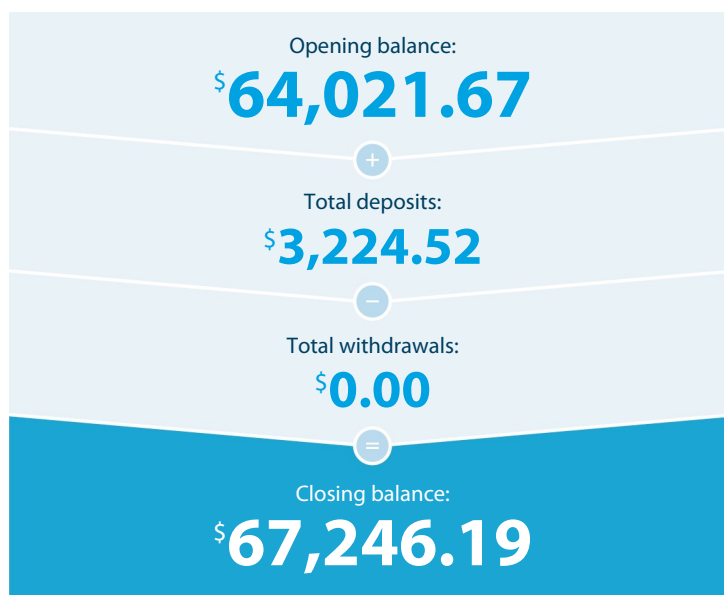 Opening balance:
$64,021.67
+
Total deposits:
$3,224.52
−
Total withdrawals:
$0.00
=
Closing balance:
$67,246.19